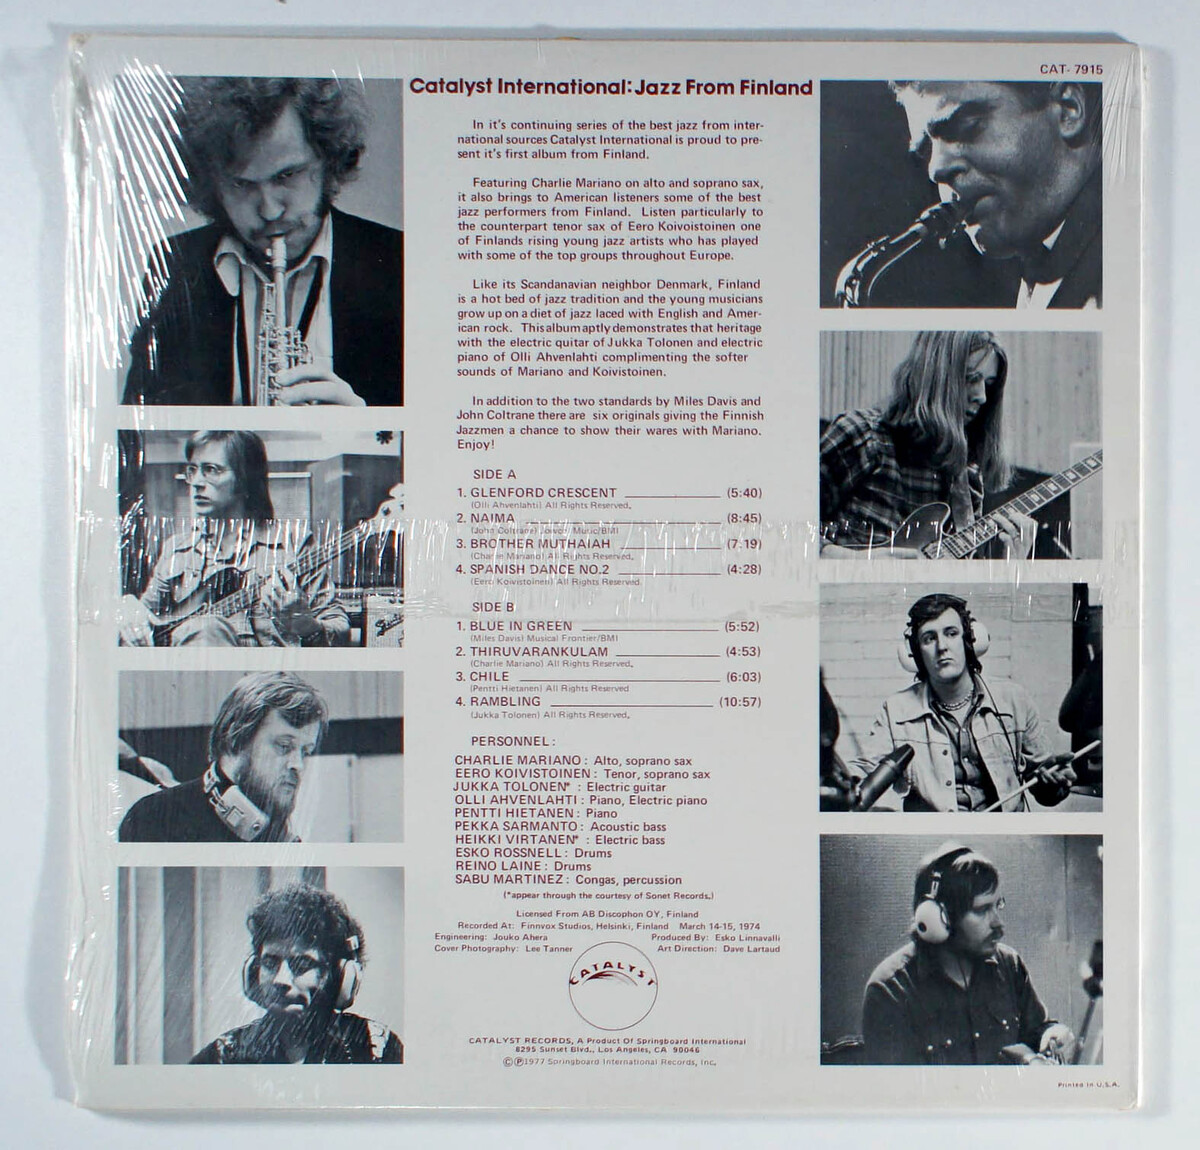 CAT- 7915
Catalyst International: Jazz From Finland
In it's continuing series of the best jazz from inter-
national sources Catalyst International is proud to pre-
sent it's first album from Finland.
Featuring Charlie Mariano on alto and soprano sax,
it also brings to American listeners some of the best
jazz performers from Finland. Listen particularly to
the counterpart tenor sax of Eero Koivoistoinen one
of Finlands rising young jazz artists who has played
with some of the top groups throughout Europe.
Like its Scandanavian neighbor Denmark, Finland
is a hot bed of jazz tradition and the young musicians
grow up on a diet of jazz laced with English and Amer-
ican rock. This album aptly demonstrates that heritage
with the electric quitar of Jukka Tolonen and electric
piano of Olli Ahvenlahti complimenting the softer
sounds of Mariano and Koivistoinen.
In addition to the two standards by Miles Davis and
John Coltrane there are six originals giving the Finnish
Jazzmen a chance to show their wares with Mariano.
Enjoy!
SIDE A
1. GLENFORD CRESCENT (5:40)
(Olli Ahvenlahti) All Rights Reserved.
2. NAIMA (8:45)
(John Coltrane) Jowcol Music/BMI
3. BROTHER MUTHAIAH (7:19)
(Charlie Mariano) All Rights Reserved.
4. SPANISH DANCE NO.2 (4:28)
(Eero Koivistoinen) All Rights Reserved.
SIDE B
1. BLUE IN GREEN (5:52)
(Miles Davis) Musical Frontier/BMI
2. THIRUVARANKULAM (4:53)
(Charlie Mariano) All Rights Reserved.
3. CHILE (6:03)
(Pentti Hietanen) All Rights Reserved
4. RAMBLING (10:57)
(Jukka Tolonen) All Rights Reserved.
PERSONNEL:
CHARLIE MARIANO: Alto, soprano sax
EERO KOIVISTOINEN: Tenor, soprano sax
JUKKA TOLONEN* : Electric guitar
OLLI AHVENLAHTI: Piano, Electric piano
PENTTI HIETANEN: Piano
PEKKA SARMANTO: Acoustic bass
HEIKKI VIRTANEN* : Electric bass
ESKO ROSSNELL: Drums
REINO LAINE: Drums
SABU MARTINEZ: Congas, percussion
(*appear through the courtesy of Sonet Records.)
Licensed From AB Discophon OY, Finland
Recorded At: Finnvox Studios, Helsinki, Finland March 14-15, 1974
Engineering: Jouko Ahera Produced By: Esko Linnavalli
Cover Photography: Lee Tanner Art Direction: Dave Lartaud
CATALYST
CATALYST RECORDS, A Product Of Springboard International
8295 Sunset Blvd., Los Angeles, CA 90046
©℗1977 Springboard International Records, Inc.
Printed in U.S.A.